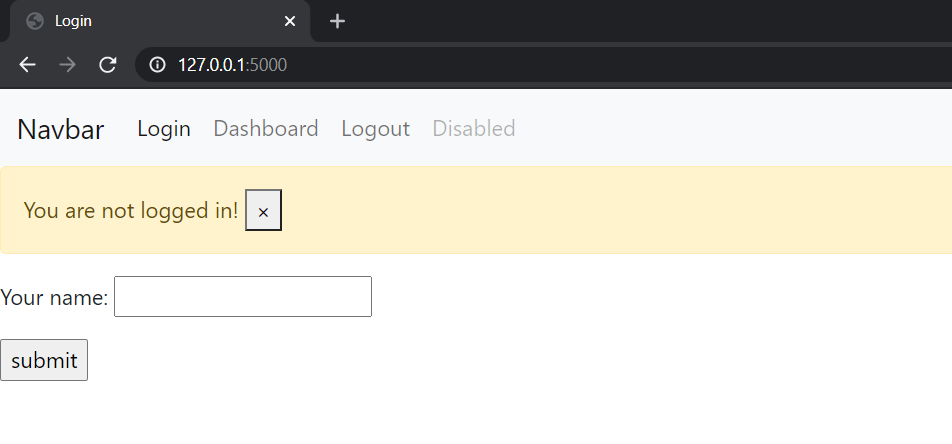 Login
127.0.0.1:5000
Navbar Login Dashboard Logout Disabled
You are not logged in! ×
Your name:
submit